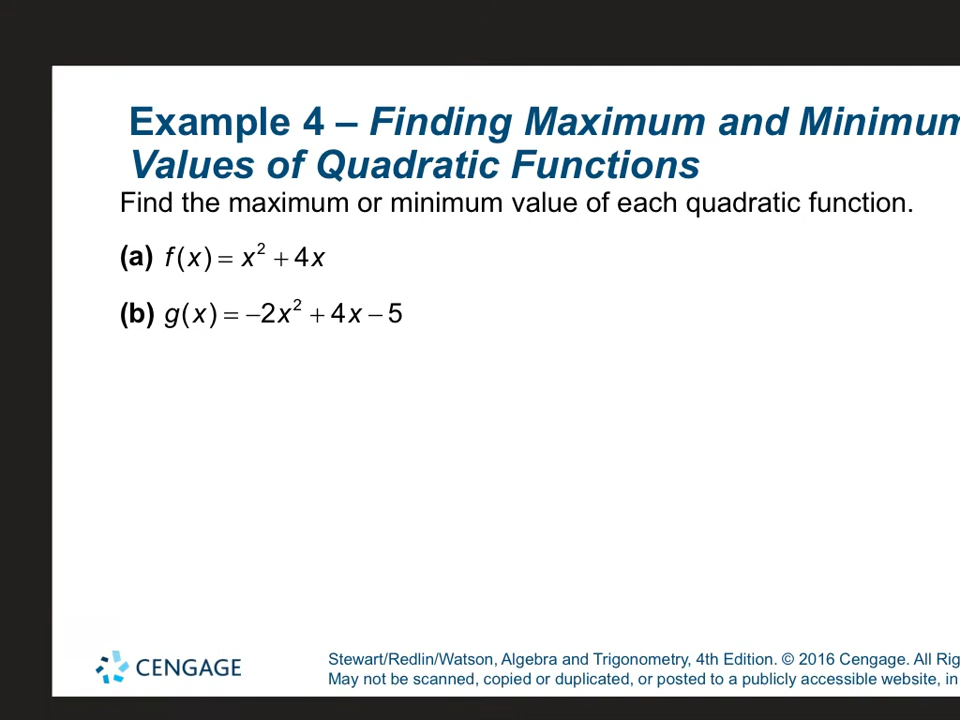 Example 4 – Finding Maximum and Minimum
Values of Quadratic Functions
Find the maximum or minimum value of each quadratic function.
(a) f(x) = x² + 4x
(b) g(x) = −2x² + 4x − 5
CENGAGE
Stewart/Redlin/Watson, Algebra and Trigonometry, 4th Edition. © 2016 Cengage. All Rig
May not be scanned, copied or duplicated, or posted to a publicly accessible website, in